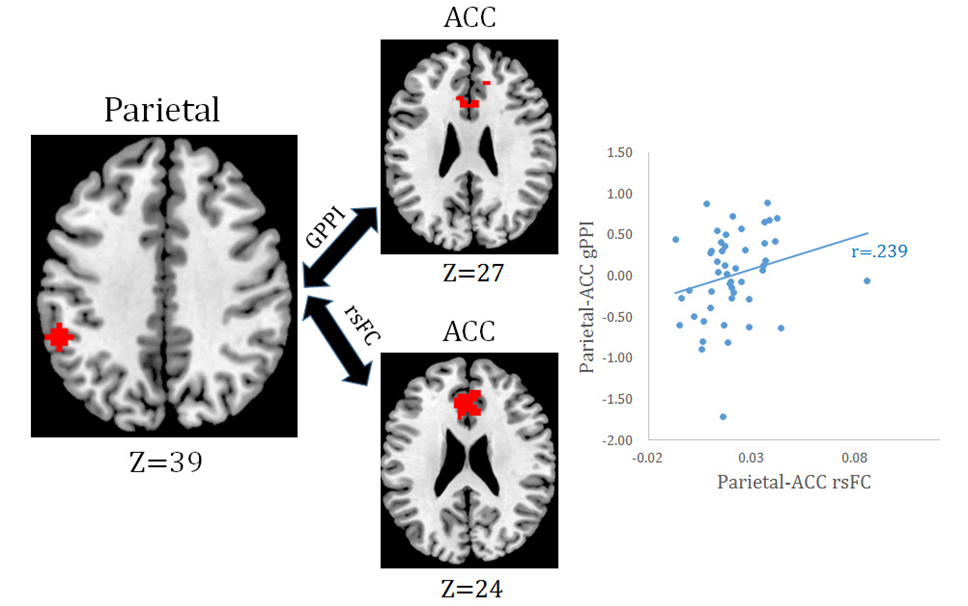 Parietal
Z=39
GPPI
rsFC
ACC
Z=27
ACC
Z=24
Parietal-ACC gPPI
1.50
1.00
0.50
0.00
-0.50
-1.00
-1.50
-2.00
r=.239
-0.02
0.03
0.08
Parietal-ACC rsFC